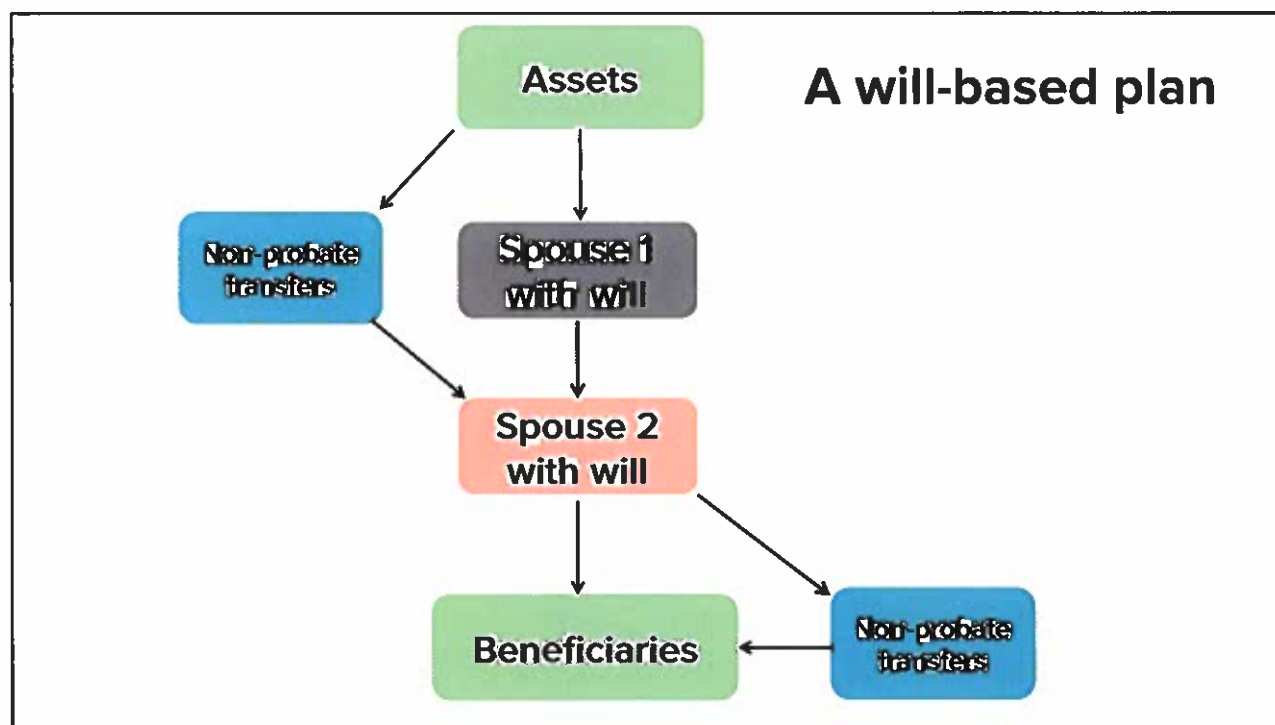 Assets
A will-based plan
Non-probate
transfers
Spouse 1
with will
Spouse 2
with will
Beneficiaries
Non-probate
transfers